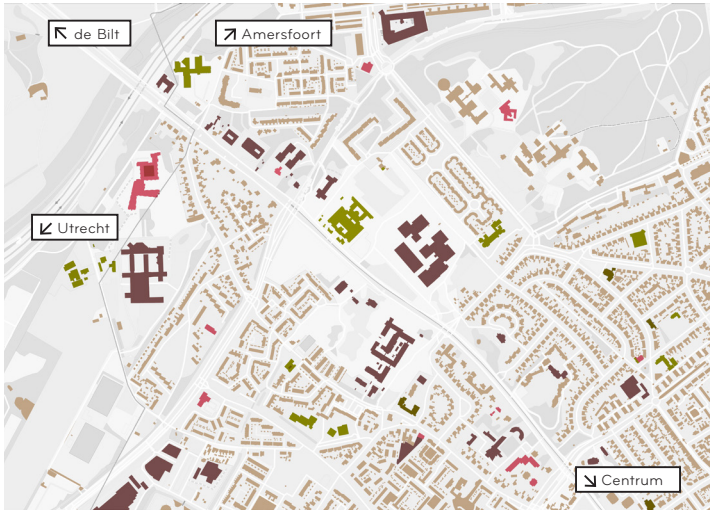 ↖ de Bilt
↗ Amersfoort
↙ Utrecht
↘ Centrum